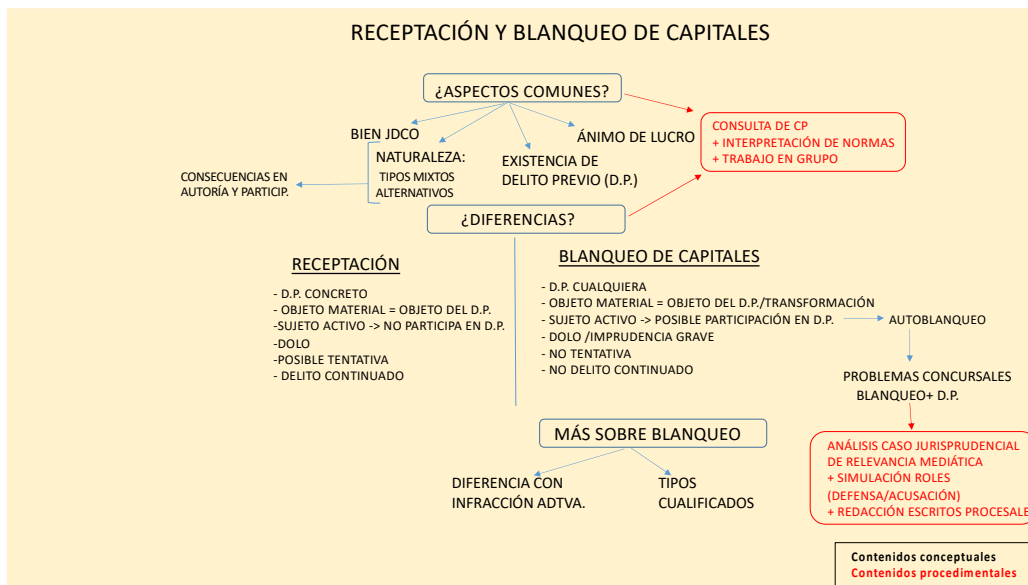 RECEPTACIÓN Y BLANQUEO DE CAPITALES
¿ASPECTOS COMUNES?
BIEN JDCO
NATURALEZA:
TIPOS MIXTOS
ALTERNATIVOS
CONSECUENCIAS EN
AUTORÍA Y PARTICIP.
EXISTENCIA DE
DELITO PREVIO (D.P.)
ÁNIMO DE LUCRO
CONSULTA DE CP
+ INTERPRETACIÓN DE NORMAS
+ TRABAJO EN GRUPO
¿DIFERENCIAS?
RECEPTACIÓN
- D.P. CONCRETO
- OBJETO MATERIAL = OBJETO DEL D.P.
-SUJETO ACTIVO -> NO PARTICIPA EN D.P.
-DOLO
-POSIBLE TENTATIVA
- DELITO CONTINUADO
BLANQUEO DE CAPITALES
- D.P. CUALQUIERA
- OBJETO MATERIAL = OBJETO DEL D.P./TRANSFORMACIÓN
- SUJETO ACTIVO -> POSIBLE PARTICIPACIÓN EN D.P.
- DOLO /IMPRUDENCIA GRAVE
- NO TENTATIVA
- NO DELITO CONTINUADO
AUTOBLANQUEO
PROBLEMAS CONCURSALES
BLANQUEO+ D.P.
ANÁLISIS CASO JURISPRUDENCIAL
DE RELEVANCIA MEDIÁTICA
+ SIMULACIÓN ROLES
(DEFENSA/ACUSACIÓN)
+ REDACCIÓN ESCRITOS PROCESALE
MÁS SOBRE BLANQUEO
DIFERENCIA CON
INFRACCIÓN ADTVA.
TIPOS
CUALIFICADOS
Contenidos conceptuales
Contenidos procedimentales